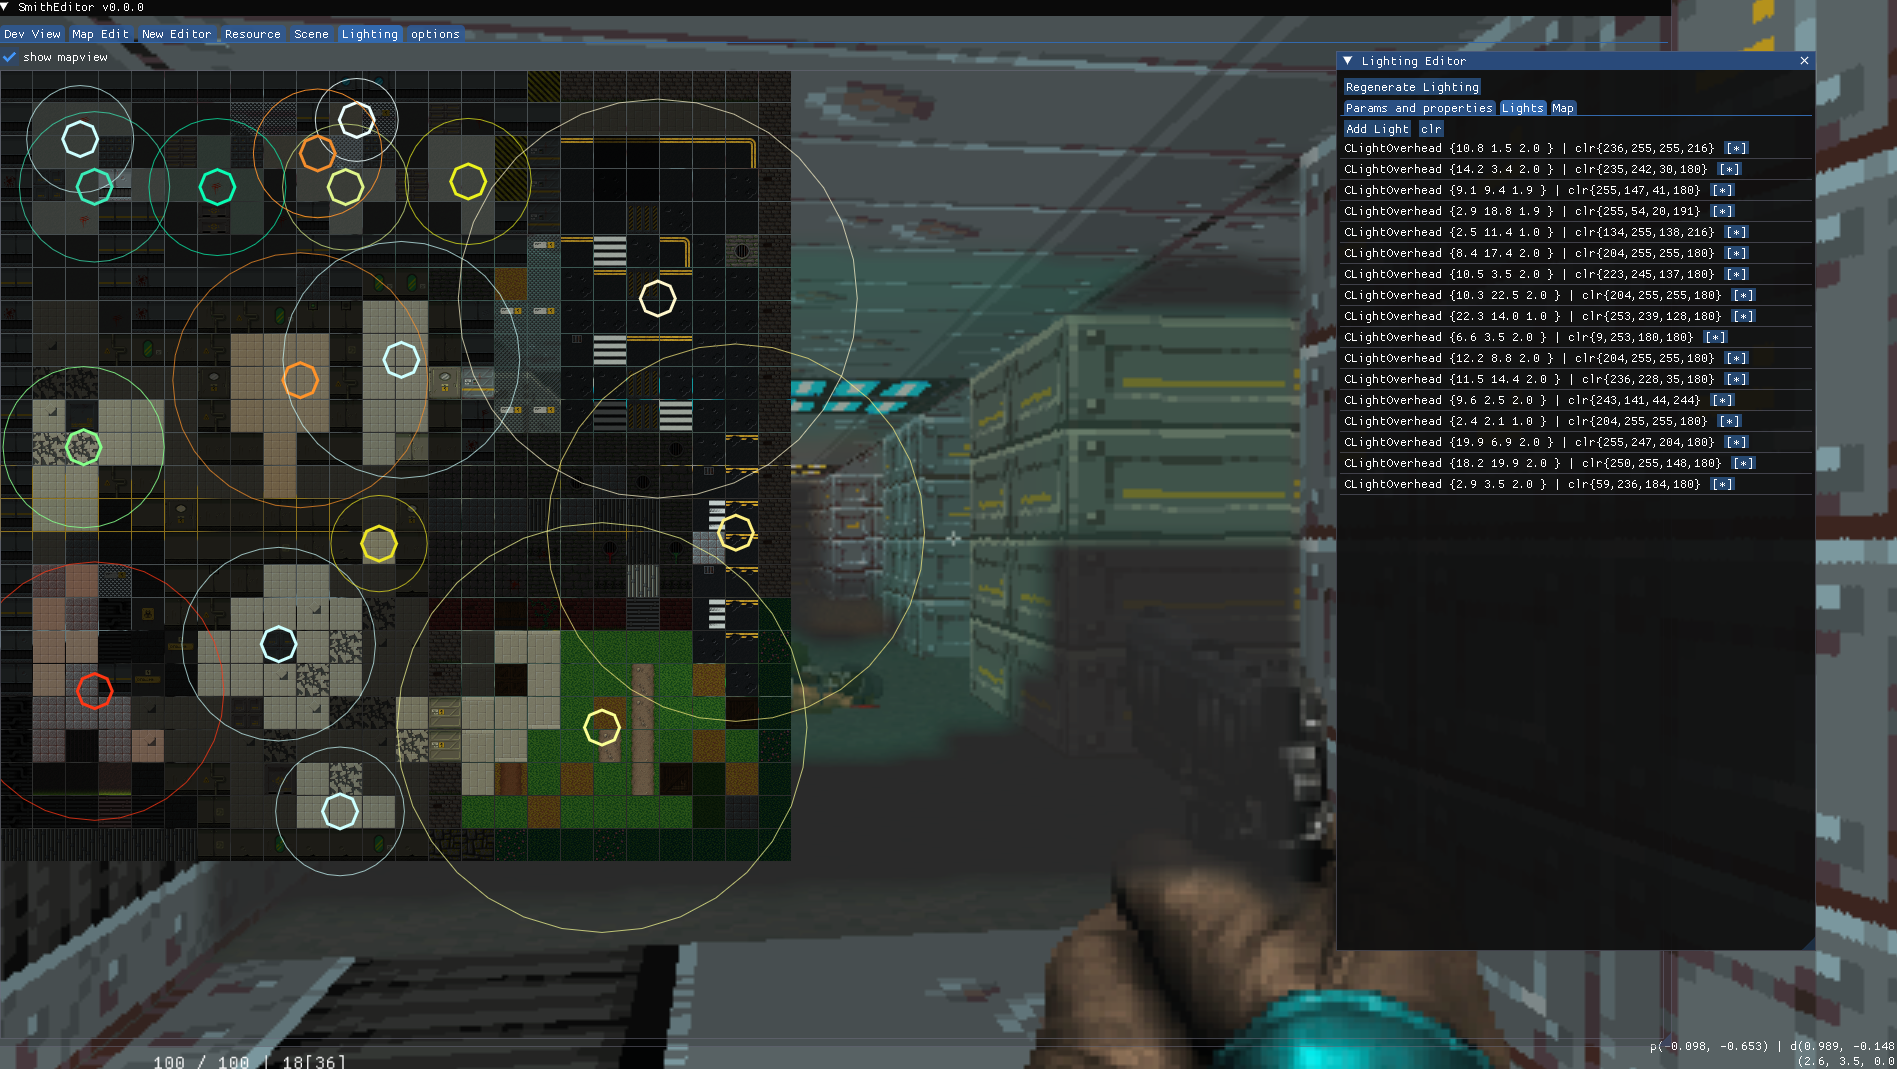 SmithEditor v0.0.0
Dev View Map Edit New Editor Resource Scene Lighting options
show mapview
Lighting Editor
Regenerate Lighting
Params and properties Lights Map
Add Light clr
CLightOverhead {10.8 1.5 2.0 } | clr{236,255,255,216} [*]
CLightOverhead {14.2 3.4 2.0 } | clr{235,242,30,180} [*]
CLightOverhead {9.1 9.4 1.9 } | clr{255,147,41,180} [*]
CLightOverhead {2.9 18.8 1.9 } | clr{255,54,20,191} [*]
CLightOverhead {2.5 11.4 1.0 } | clr{134,255,138,216} [*]
CLightOverhead {8.4 17.4 2.0 } | clr{204,255,255,180} [*]
CLightOverhead {10.5 3.5 2.0 } | clr{223,245,137,180} [*]
CLightOverhead {10.3 22.5 2.0 } | clr{204,255,255,180} [*]
CLightOverhead {22.3 14.0 1.0 } | clr{253,239,128,180} [*]
CLightOverhead {6.6 3.5 2.0 } | clr{9,253,180,180} [*]
CLightOverhead {12.2 8.8 2.0 } | clr{204,255,255,180} [*]
CLightOverhead {11.5 14.4 2.0 } | clr{236,228,35,180} [*]
CLightOverhead {9.6 2.5 2.0 } | clr{243,141,44,244} [*]
CLightOverhead {2.4 2.1 1.0 } | clr{204,255,255,180} [*]
CLightOverhead {19.9 6.9 2.0 } | clr{255,247,204,180} [*]
CLightOverhead {18.2 19.9 2.0 } | clr{250,255,148,180} [*]
CLightOverhead {2.9 3.5 2.0 } | clr{59,236,184,180} [*]
100 / 100 | 18[36]
p(-0.098, -0.653) | d(0.989, -0.148
(2.6, 3.5, 0.0